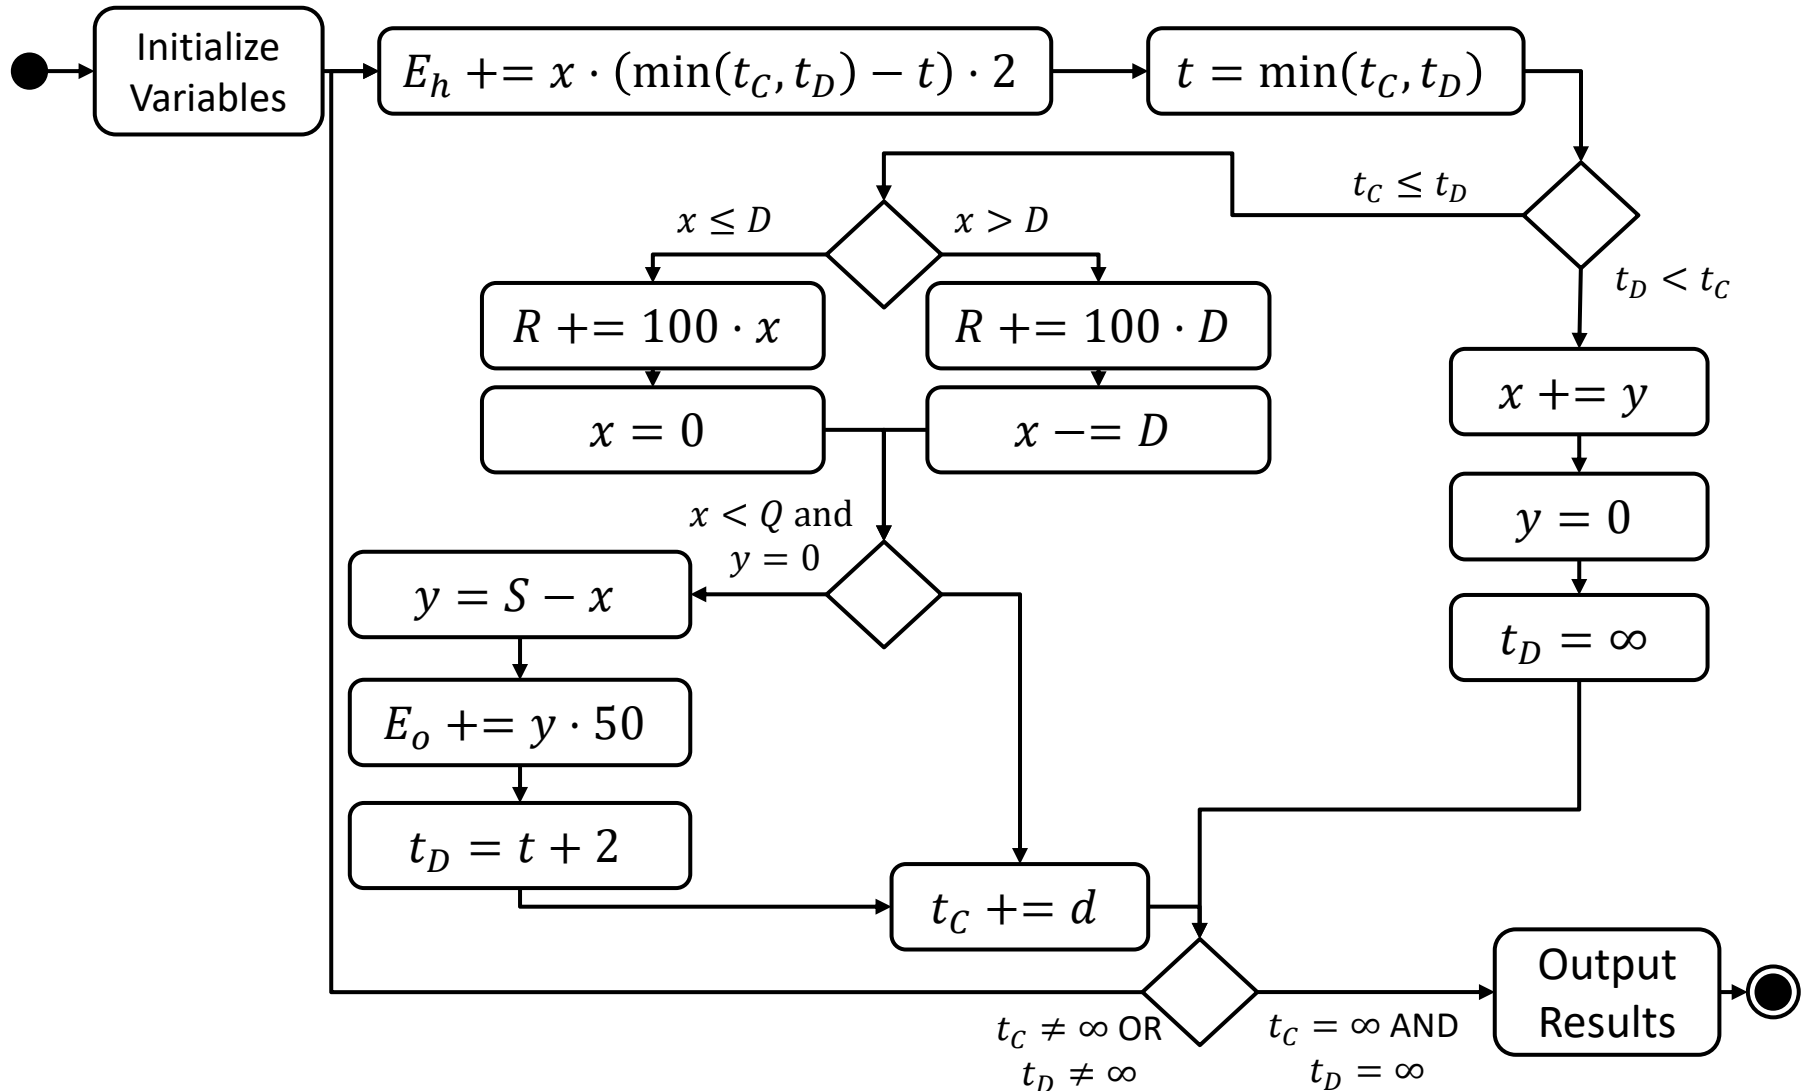 Initialize
Variables
E_h += x · (min(t_C, t_D) − t) · 2
t = min(t_C, t_D)
t_C ≤ t_D
t_D < t_C
x ≤ D
x > D
R += 100 · x
R += 100 · D
x = 0
x −= D
x += y
y = 0
t_D = ∞
x < Q and
y = 0
y = S − x
E_o += y · 50
t_D = t + 2
t_C += d
t_C ≠ ∞ OR
t_D ≠ ∞
t_C = ∞ AND
t_D = ∞
Output
Results